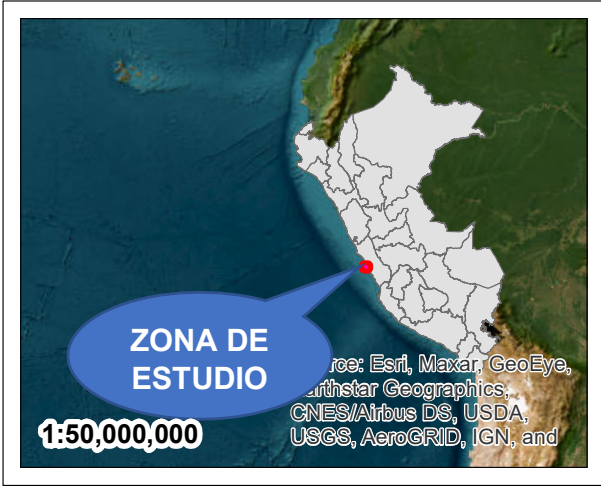 ZONA DE
ESTUDIO
rce: Esri, Maxar, GeoEye,
arthstar Geographics,
CNES/Airbus DS, USDA,
USGS, AeroGRID, IGN, and
1:50,000,000